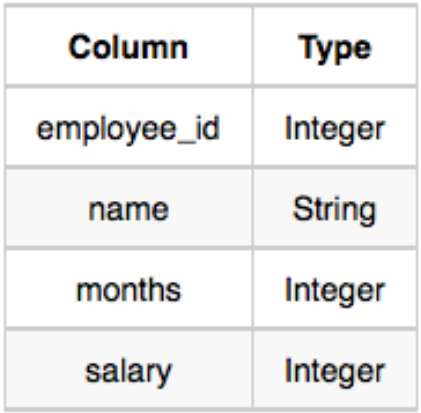 Column Type
employee_id Integer
name String
months Integer
salary Integer